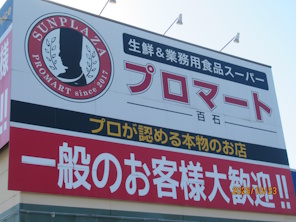 SUNPLAZA
PROMART since 2017
生鮮&業務用食品スーパー
プロマート
百石
プロが認める本物のお店
一般のお客様大歓迎!!
!!